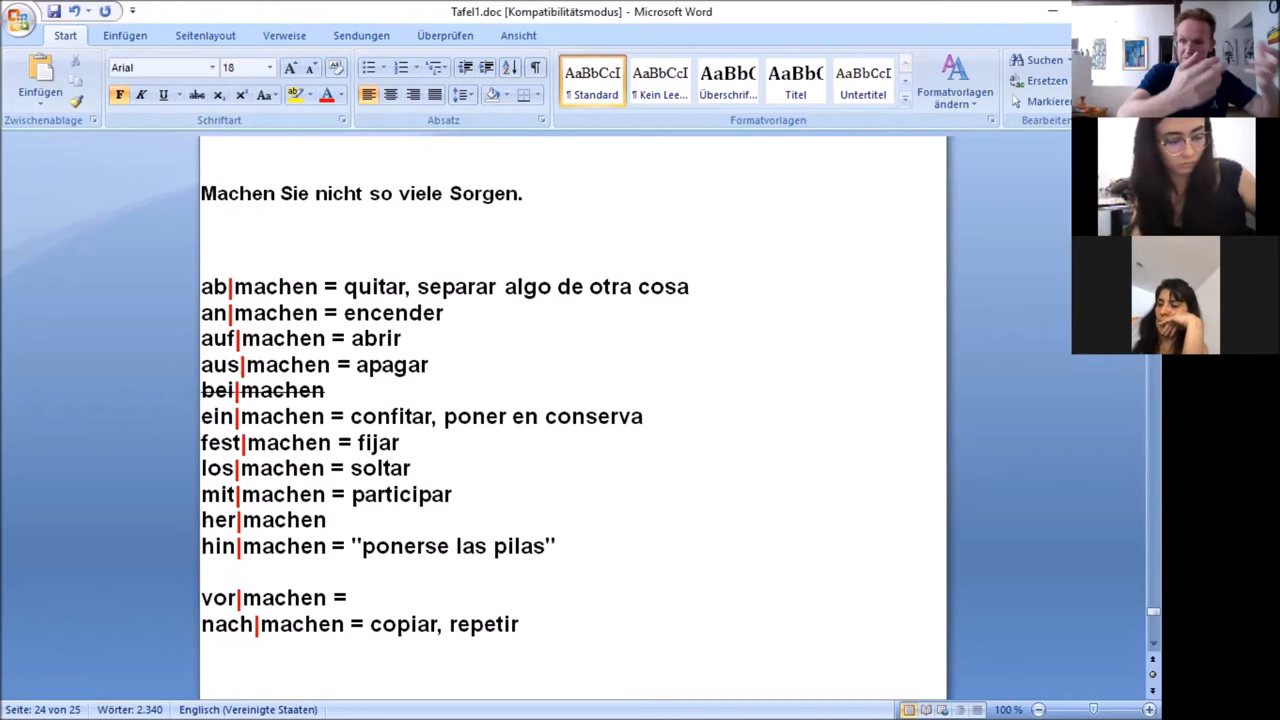 Tafel1.doc [Kompatibilitätsmodus] - Microsoft Word
Start Einfügen Seitenlayout Verweise Sendungen Überprüfen Ansicht
Einfügen
Zwischenablage
Arial 18
F K U abc x₂ x² Aa
Schriftart
Absatz
AaBbCcI AaBbCcI AaBbC AaBbC AaBbCcI
¶ Standard ¶ Kein Lee... Überschrif... Titel Untertitel
Formatvorlagen
Formatvorlagen ändern
Suchen
Ersetzen
Markieren
Bearbeiten
Machen Sie nicht so viele Sorgen.
ab|machen = quitar, separar algo de otra cosa
an|machen = encender
auf|machen = abrir
aus|machen = apagar
bei|machen
ein|machen = confitar, poner en conserva
fest|machen = fijar
los|machen = soltar
mit|machen = participar
her|machen
hin|machen = "ponerse las pilas"
vor|machen =
nach|machen = copiar, repetir
Seite: 24 von 25 Wörter: 2.340 Englisch (Vereinigte Staaten) 100 %